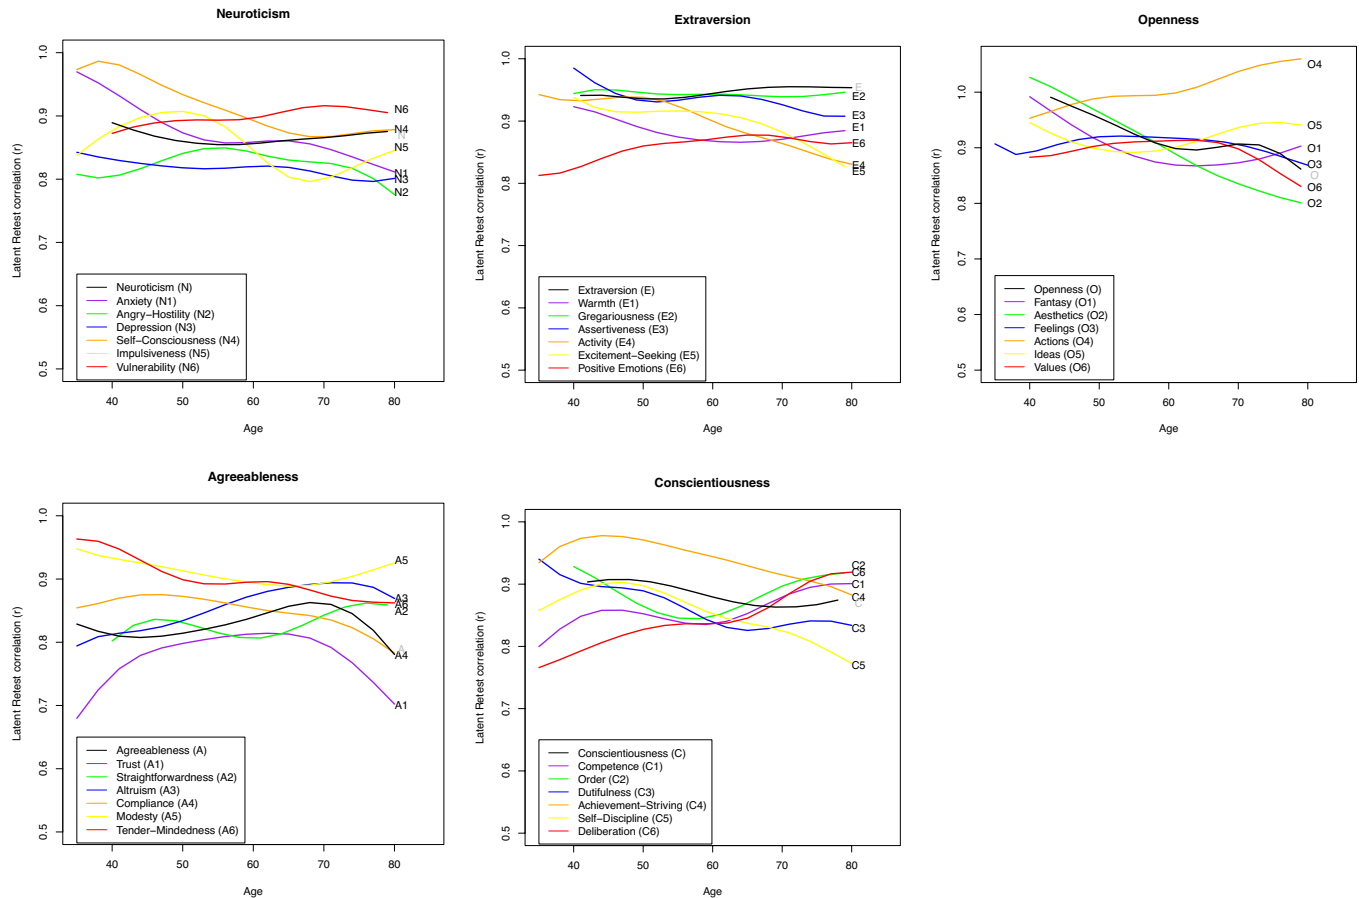 Neuroticism
Latent Retest correlation (r)
1.0
0.9
0.8
0.7
0.6
0.5
N6
N4
N
N5
N1
N3
N2
Neuroticism (N)
Anxiety (N1)
Angry−Hostility (N2)
Depression (N3)
Self−Consciousness (N4)
Impulsiveness (N5)
Vulnerability (N6)
40 50 60 70 80
Age
Extraversion
Latent Retest correlation (r)
1.0
0.9
0.8
0.7
0.6
0.5
E
E2
E3
E1
E6
E4
E5
Extraversion (E)
Warmth (E1)
Gregariousness (E2)
Assertiveness (E3)
Activity (E4)
Excitement−Seeking (E5)
Positive Emotions (E6)
40 50 60 70 80
Age
Openness
Latent Retest correlation (r)
1.0
0.9
0.8
0.7
0.6
0.5
O4
O5
O1
O3
O
O6
O2
Openness (O)
Fantasy (O1)
Aesthetics (O2)
Feelings (O3)
Actions (O4)
Ideas (O5)
Values (O6)
40 50 60 70 80
Age
Agreeableness
Latent Retest correlation (r)
1.0
0.9
0.8
0.7
0.6
0.5
A5
A3
A6
A2
A
A4
A1
Agreeableness (A)
Trust (A1)
Straightforwardness (A2)
Altruism (A3)
Compliance (A4)
Modesty (A5)
Tender−Mindedness (A6)
40 50 60 70 80
Age
Conscientiousness
Latent Retest correlation (r)
1.0
0.9
0.8
0.7
0.6
0.5
C2
C6
C1
C4
C
C3
C5
Conscientiousness (C)
Competence (C1)
Order (C2)
Dutifulness (C3)
Achievement−Striving (C4)
Self−Discipline (C5)
Deliberation (C6)
40 50 60 70 80
Age